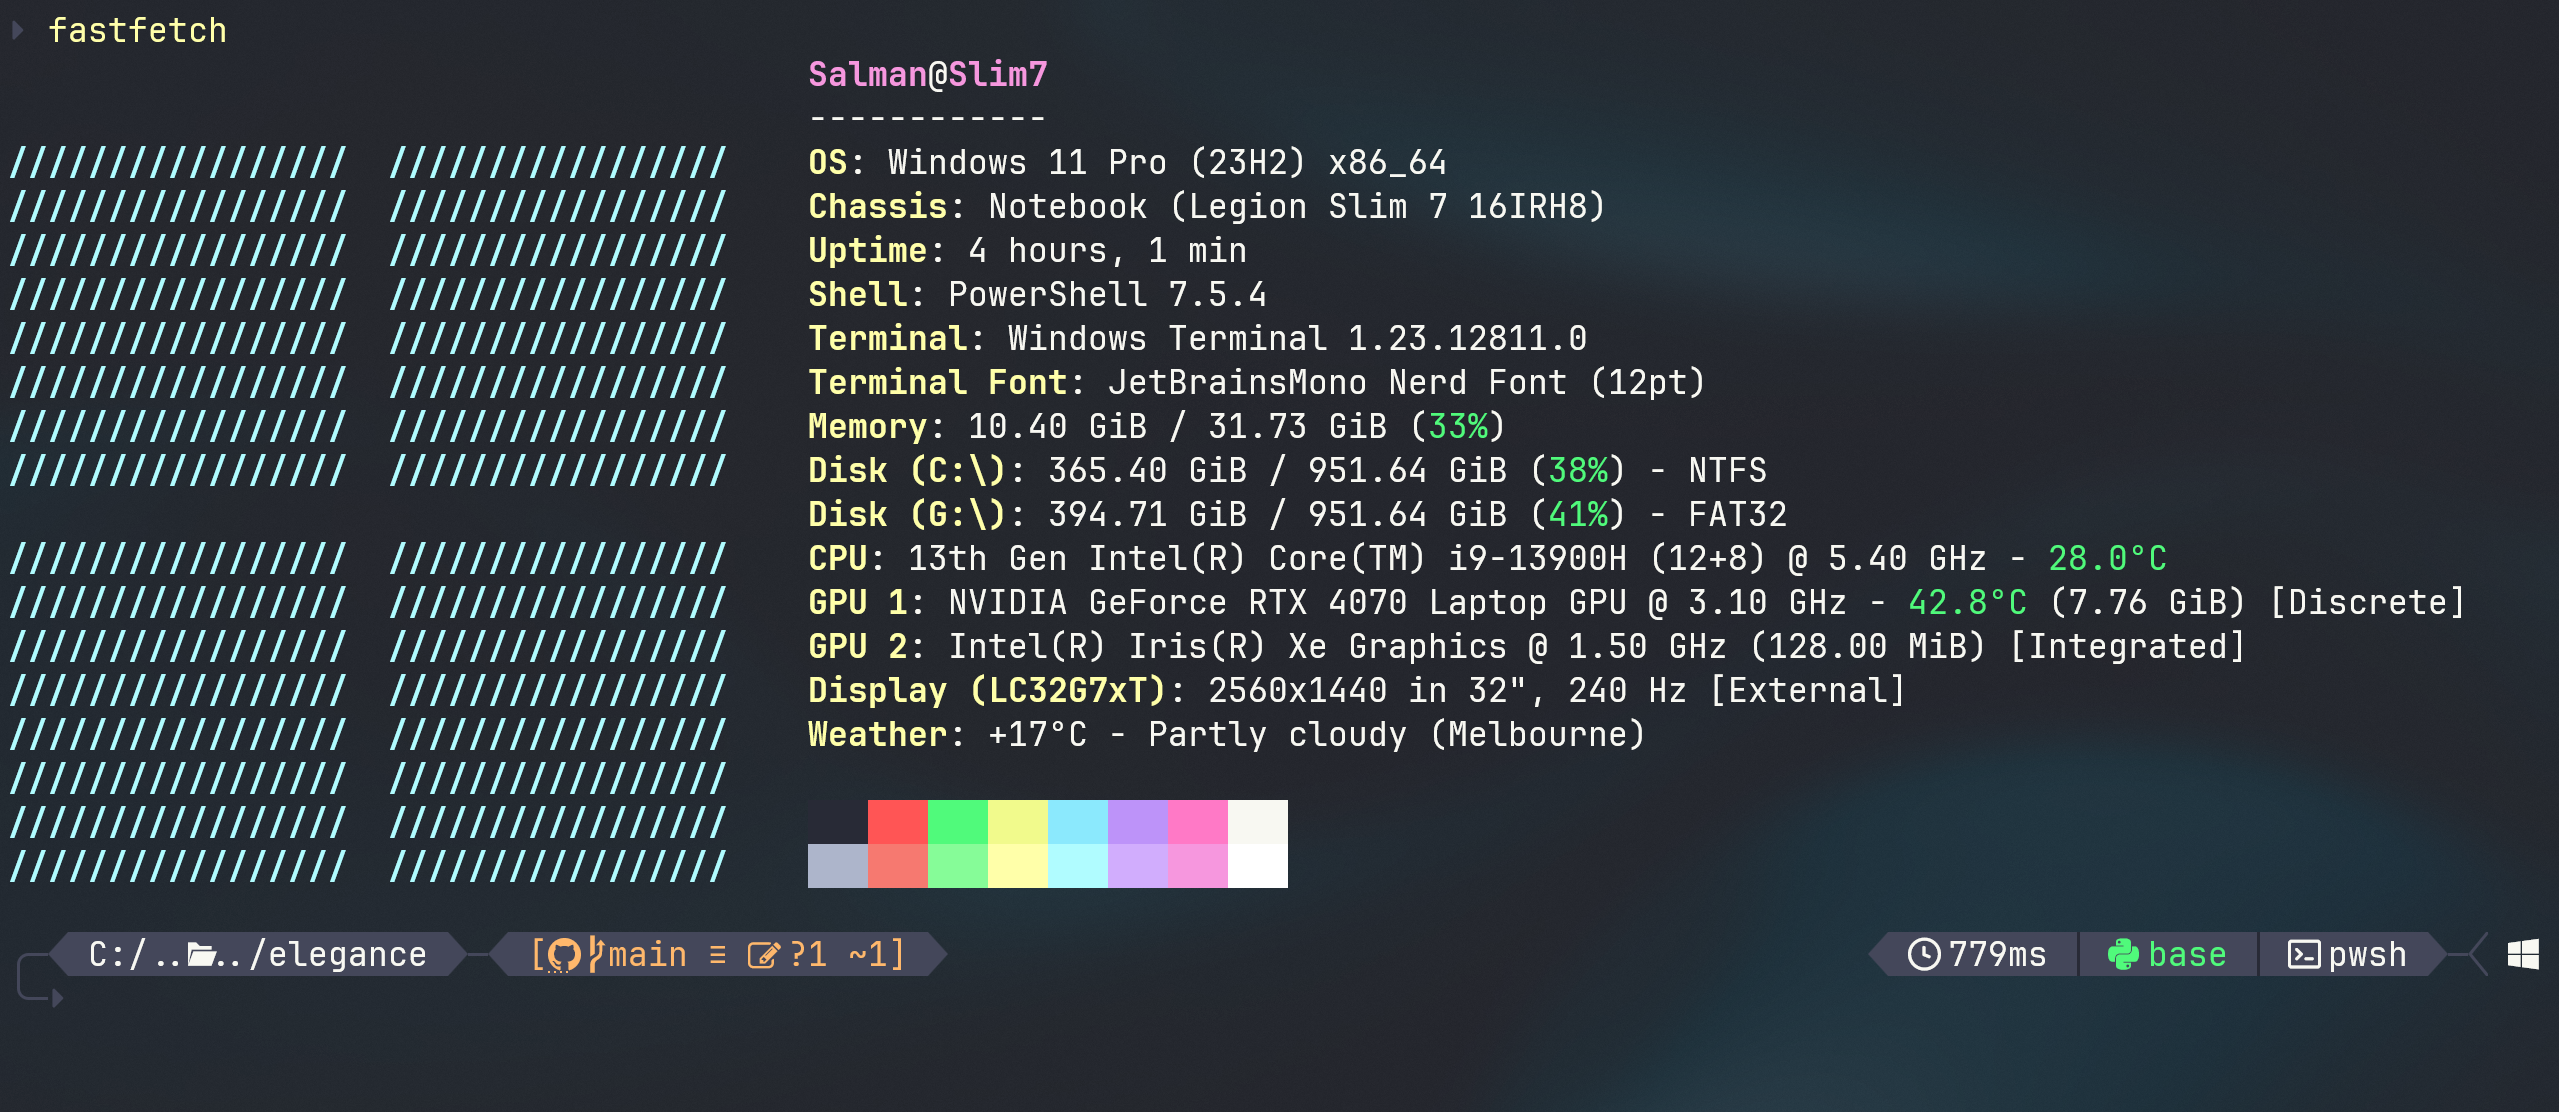 fastfetch
Salman@Slim7
------------
OS: Windows 11 Pro (23H2) x86_64
Chassis: Notebook (Legion Slim 7 16IRH8)
Uptime: 4 hours, 1 min
Shell: PowerShell 7.5.4
Terminal: Windows Terminal 1.23.12811.0
Terminal Font: JetBrainsMono Nerd Font (12pt)
Memory: 10.40 GiB / 31.73 GiB (33%)
Disk (C:\): 365.40 GiB / 951.64 GiB (38%) - NTFS
Disk (G:\): 394.71 GiB / 951.64 GiB (41%) - FAT32
CPU: 13th Gen Intel(R) Core(TM) i9-13900H (12+8) @ 5.40 GHz - 28.0°C
GPU 1: NVIDIA GeForce RTX 4070 Laptop GPU @ 3.10 GHz - 42.8°C (7.76 GiB) [Discrete]
GPU 2: Intel(R) Iris(R) Xe Graphics @ 1.50 GHz (128.00 MiB) [Integrated]
Display (LC32G7xT): 2560x1440 in 32", 240 Hz [External]
Weather: +17°C - Partly cloudy (Melbourne)
C:/..../elegance [main ≡ ?1 ~1] 779ms base pwsh